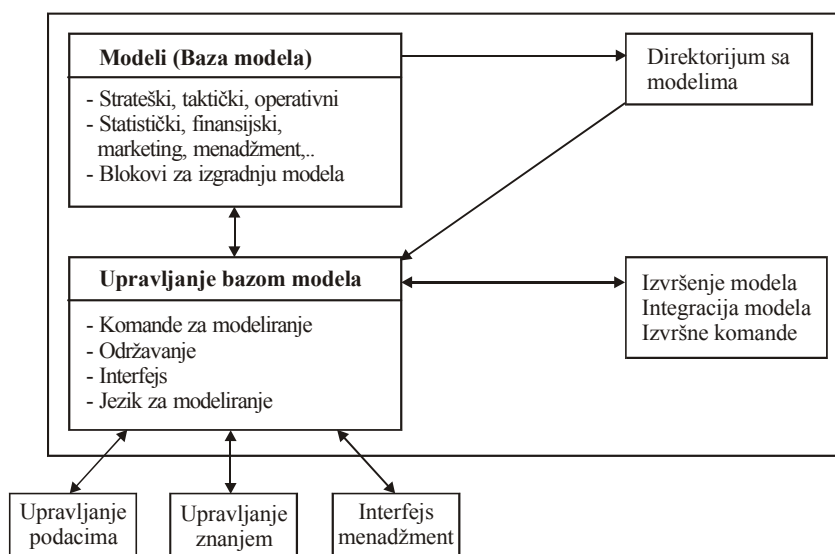 Modeli (Baza modela)
- Strateški, taktički, operativni
- Statistički, finansijski,
marketing, menadžment,..
- Blokovi za izgradnju modela
Direktorijum sa
modelima
Upravljanje bazom modela
- Komande za modeliranje
- Održavanje
- Interfejs
- Jezik za modeliranje
Izvršenje modela
Integracija modela
Izvršne komande
Upravljanje
podacima
Upravljanje
znanjem
Interfejs
menadžment